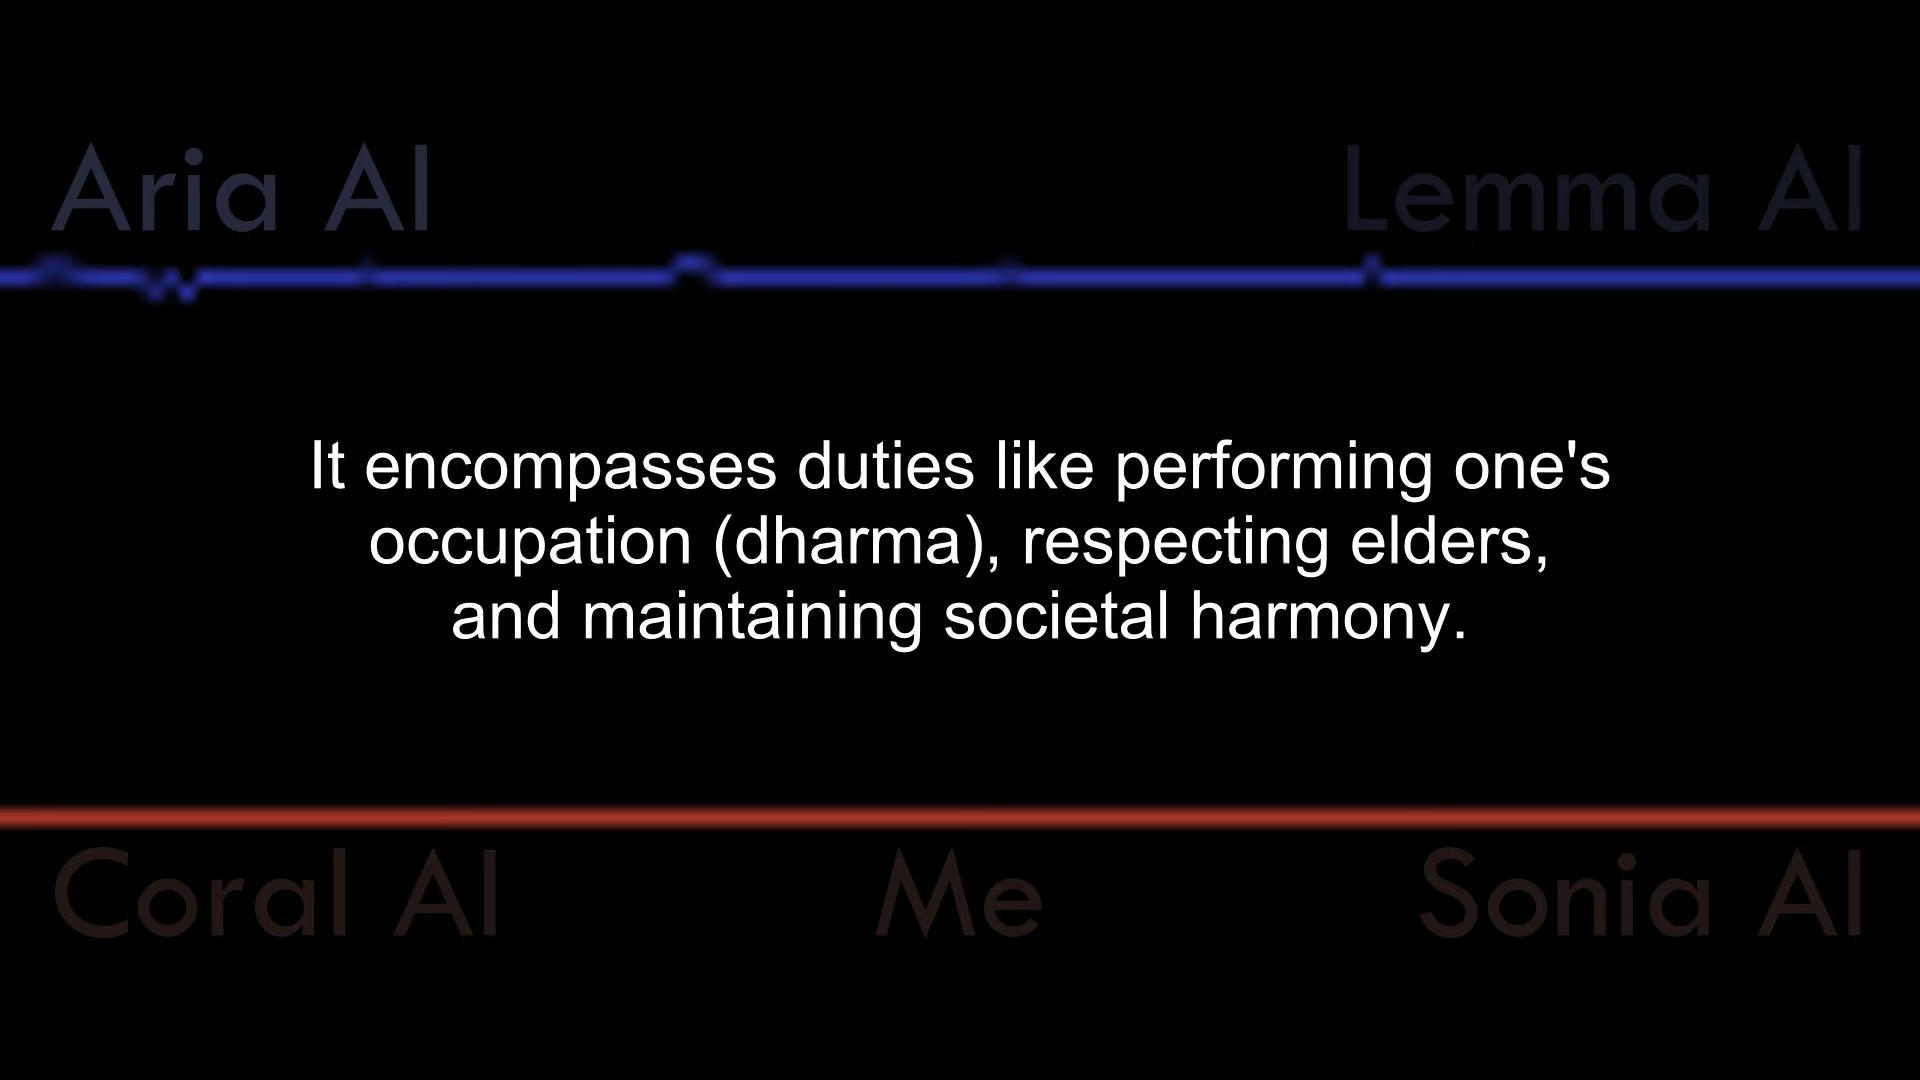 Aria AI
Lemma AI
It encompasses duties like performing one's
occupation (dharma), respecting elders,
and maintaining societal harmony.
Coral AI
Me
Sonia AI